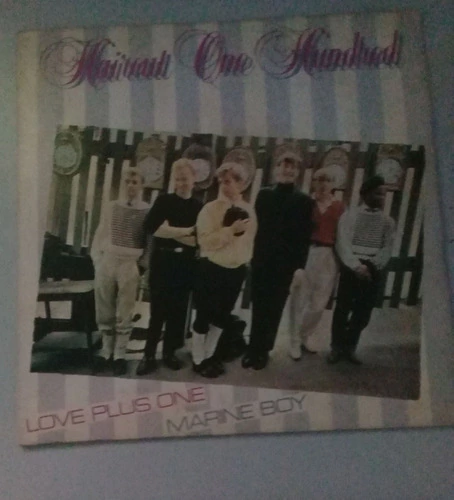 Haircut One Hundred
LOVE PLUS ONE
MARINE BOY